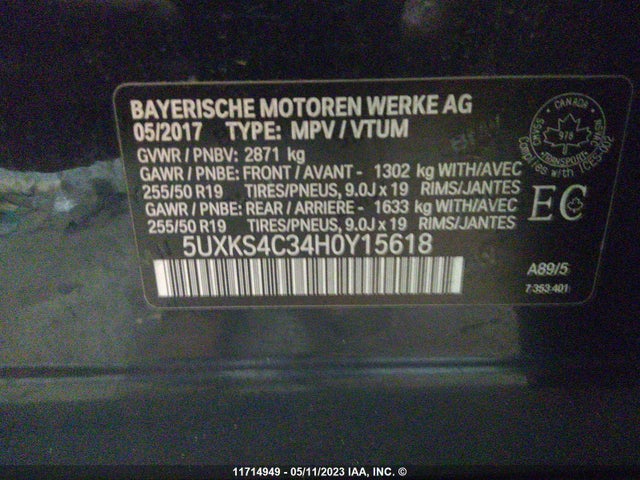 BAYERISCHE MOTOREN WERKE AG
05/2017 TYPE: MPV / VTUM
GVWR / PNBV: 2871 kg
GAWR / PNBE: FRONT / AVANT - 1302 kg WITH/AVEC
255/50 R19 TIRES/PNEUS, 9.0J x 19 RIMS/JANTES
GAWR / PNBE: REAR / ARRIERE - 1633 kg WITH/AVEC
255/50 R19 TIRES/PNEUS, 9.0J x 19 RIMS/JANTES
5UXKS4C34H0Y15618
CANADA
978
TRANSPORT
EC
A89/5
7 353 401
11714949 - 05/11/2023 IAA, INC. ©